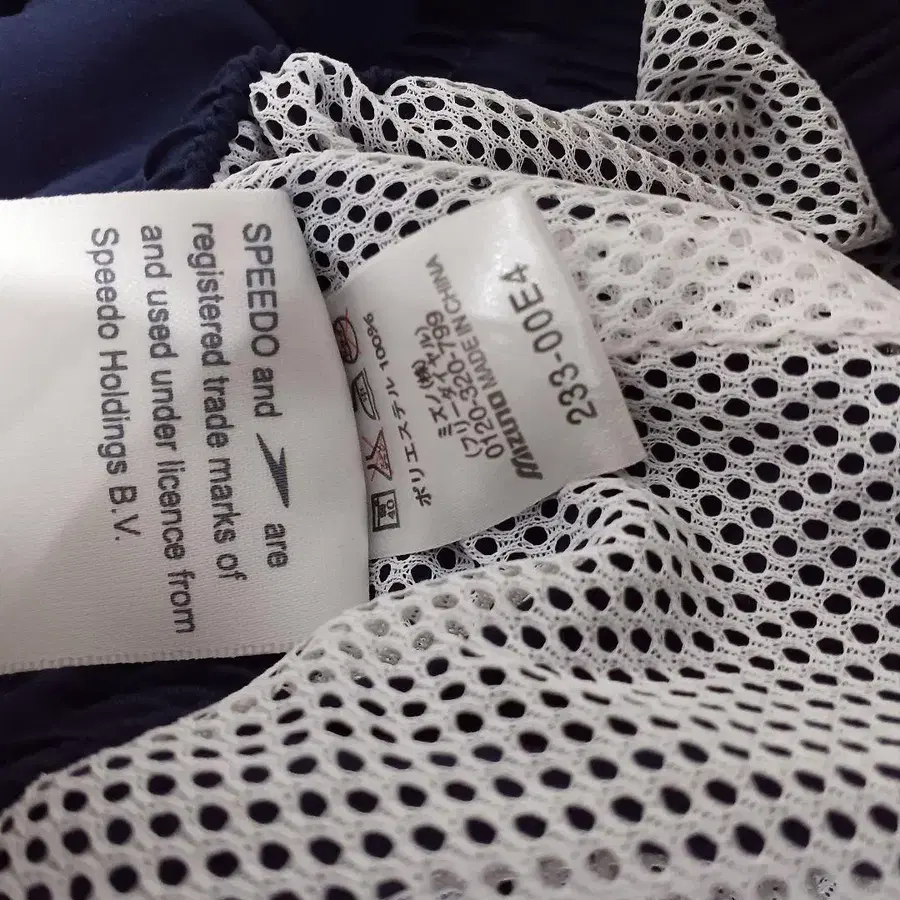 SPEEDO and are
registered trade marks of
and used under licence from
Speedo Holdings B.V.
233-00E4
MIZUNO MADE IN CHINA
0120-320-799
(フリーダイヤル)
ミズノ(株)
ポリエステル 100%